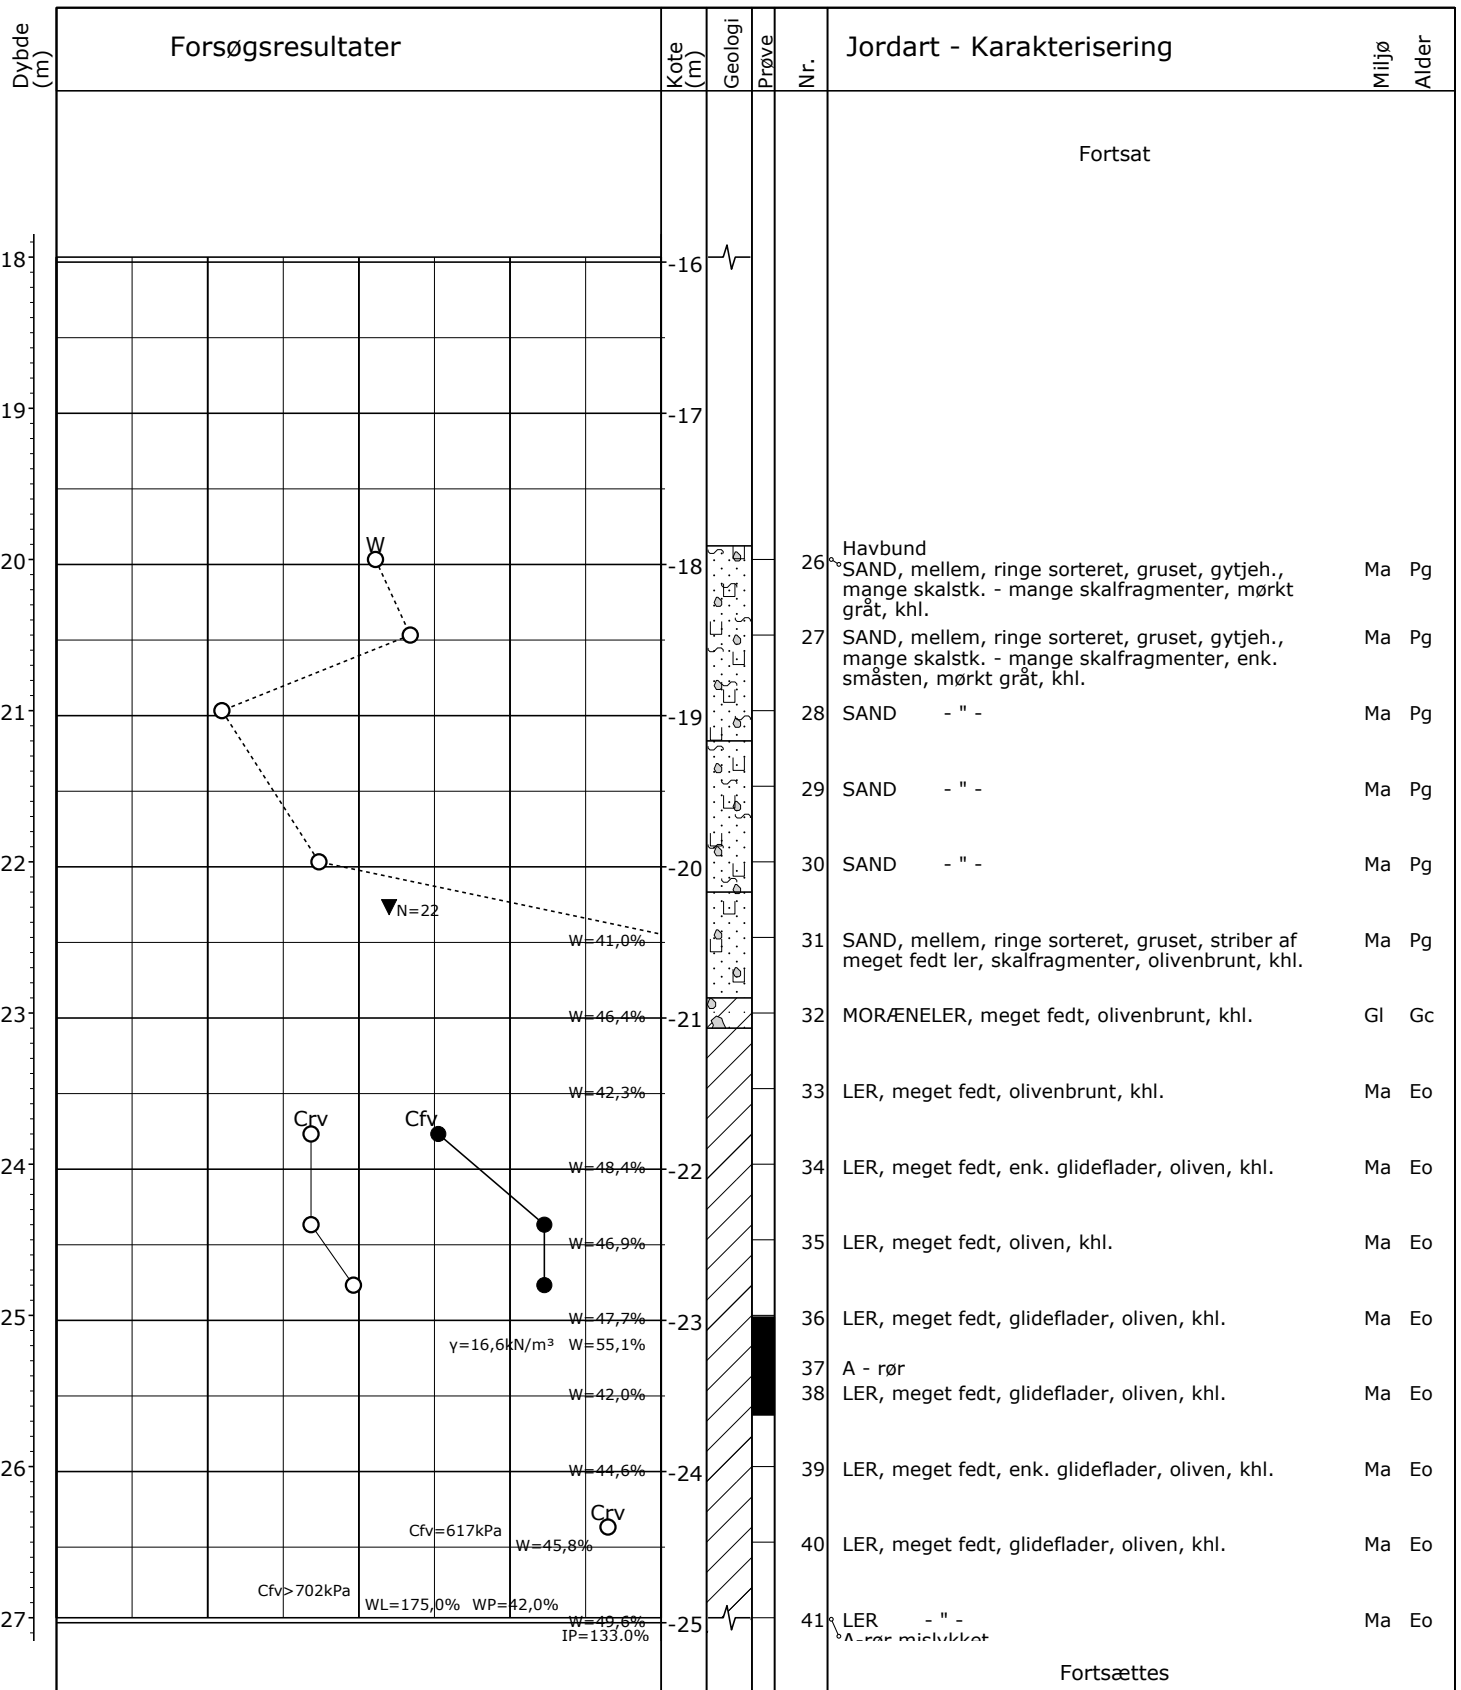 Dybde (m)
Forsøgsresultater
Kote (m)
Geologi
Prøve
Nr.
Jordart - Karakterisering
Miljø
Alder
Fortsat
18
-16
19
-17
W
Havbund
20
-18
26 SAND, mellem, ringe sorteret, gruset, gytjeh., Ma Pg
mange skalstk. - mange skalfragmenter, mørkt
gråt, khl.
27 SAND, mellem, ringe sorteret, gruset, gytjeh., Ma Pg
mange skalstk. - mange skalfragmenter, enk.
småsten, mørkt gråt, khl.
21
-19
28 SAND - " - Ma Pg
29 SAND - " - Ma Pg
22
-20
30 SAND - " - Ma Pg
N=22
W=41,0%
31 SAND, mellem, ringe sorteret, gruset, striber af Ma Pg
meget fedt ler, skalfragmenter, olivenbrunt, khl.
23
W=46,4%
-21
32 MORÆNELER, meget fedt, olivenbrunt, khl. Gl Gc
W=42,3%
33 LER, meget fedt, olivenbrunt, khl. Ma Eo
Crv
Cfv
24
W=48,4%
-22
34 LER, meget fedt, enk. glideflader, oliven, khl. Ma Eo
W=46,9%
35 LER, meget fedt, oliven, khl. Ma Eo
25
W=47,7%
-23
36 LER, meget fedt, glideflader, oliven, khl. Ma Eo
γ=16,6kN/m³ W=55,1%
37 A - rør
W=42,0%
38 LER, meget fedt, glideflader, oliven, khl. Ma Eo
26
W=44,6%
-24
39 LER, meget fedt, enk. glideflader, oliven, khl. Ma Eo
Crv
Cfv=617kPa
W=45,8%
40 LER, meget fedt, glideflader, oliven, khl. Ma Eo
Cfv>702kPa
WL=175,0% WP=42,0%
27
W=49,6%
-25
41 LER - " - Ma Eo
IP=133.0%
A-rør mislykket
Fortsættes